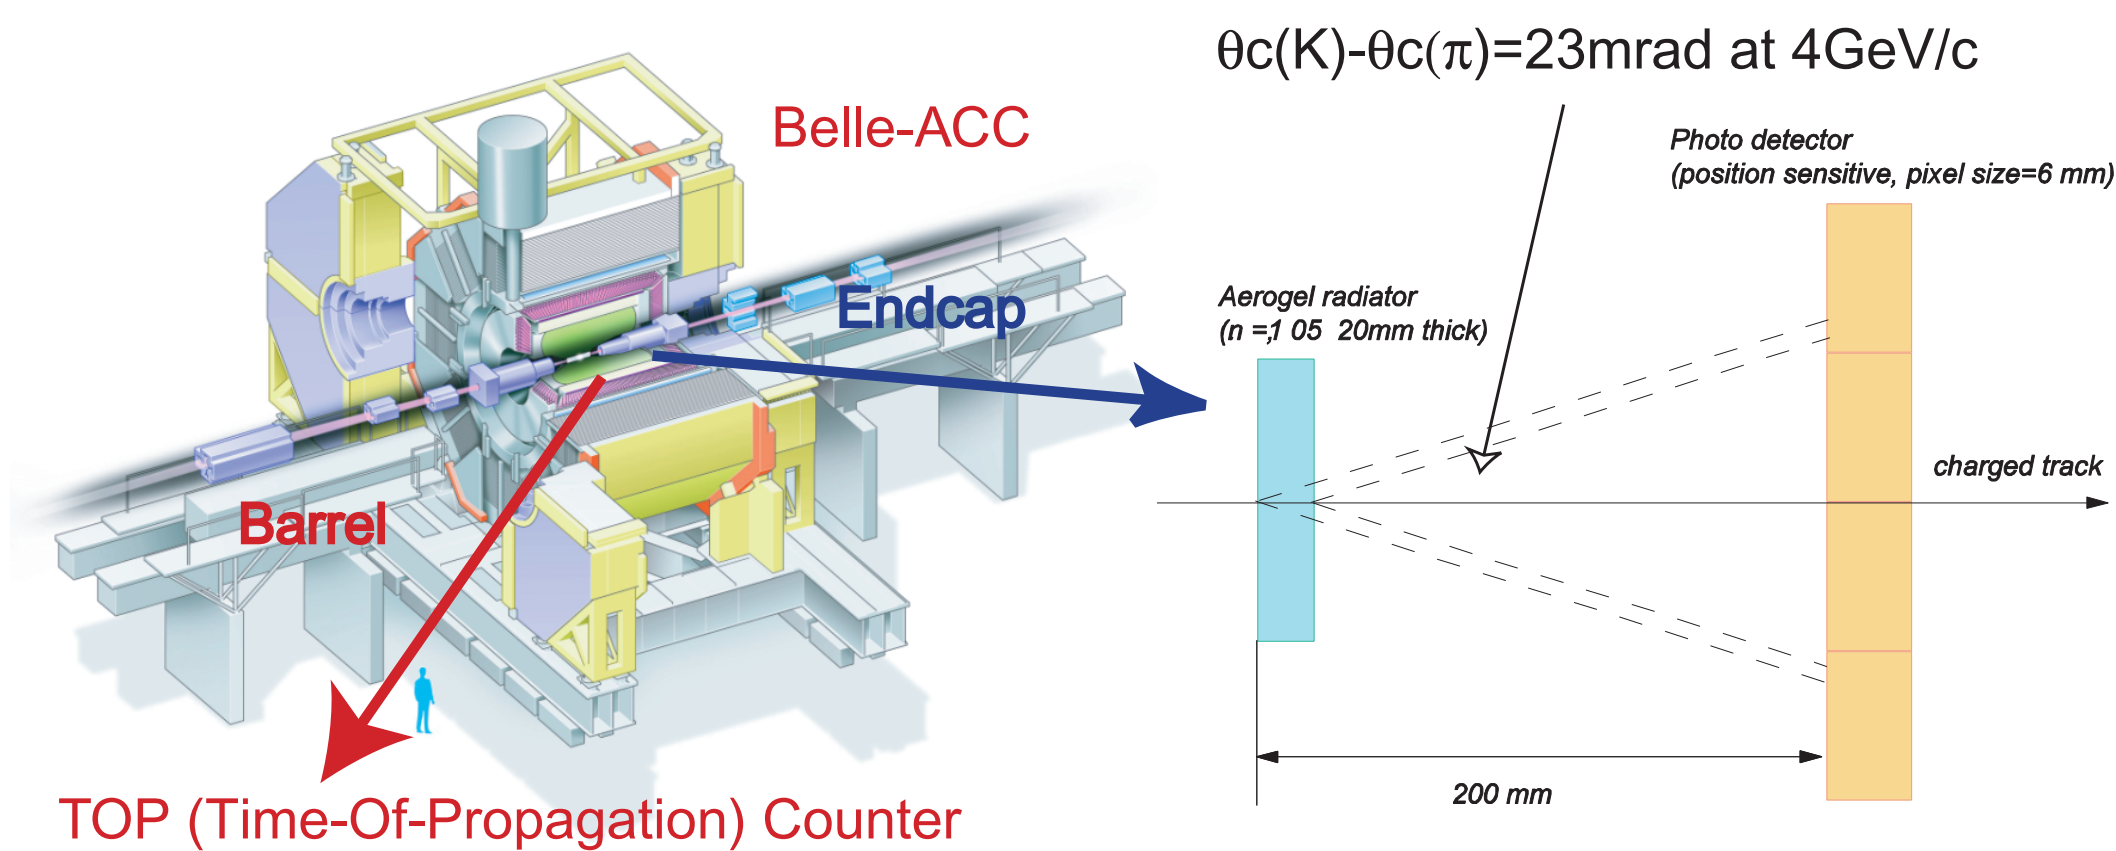 θc(K)-θc(π)=23mrad at 4GeV/c
Belle-ACC
Photo detector
(position sensitive, pixel size=6 mm)
Endcap
Aerogel radiator
(n =,1 05  20mm thick)
charged track
Barrel
200 mm
TOP (Time-Of-Propagation) Counter